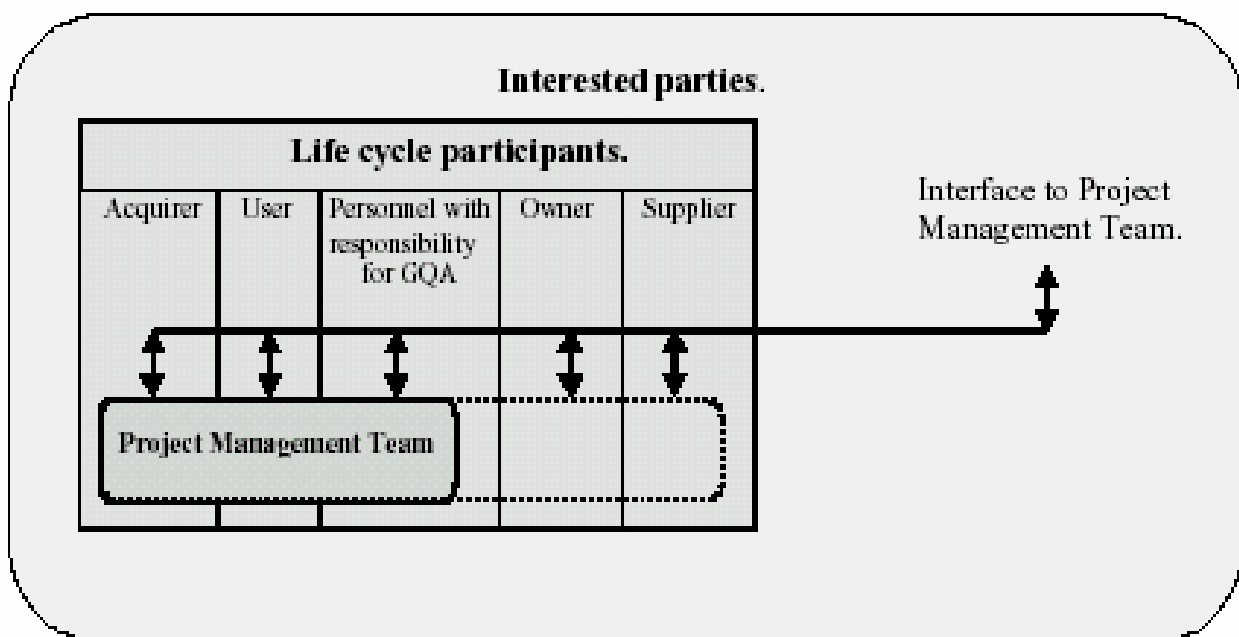 Interested parties.
Life cycle participants.
Acquirer
User
Personnel with
responsibility
for GQA
Owner
Supplier
Interface to Project
Management Team.
Project Management Team